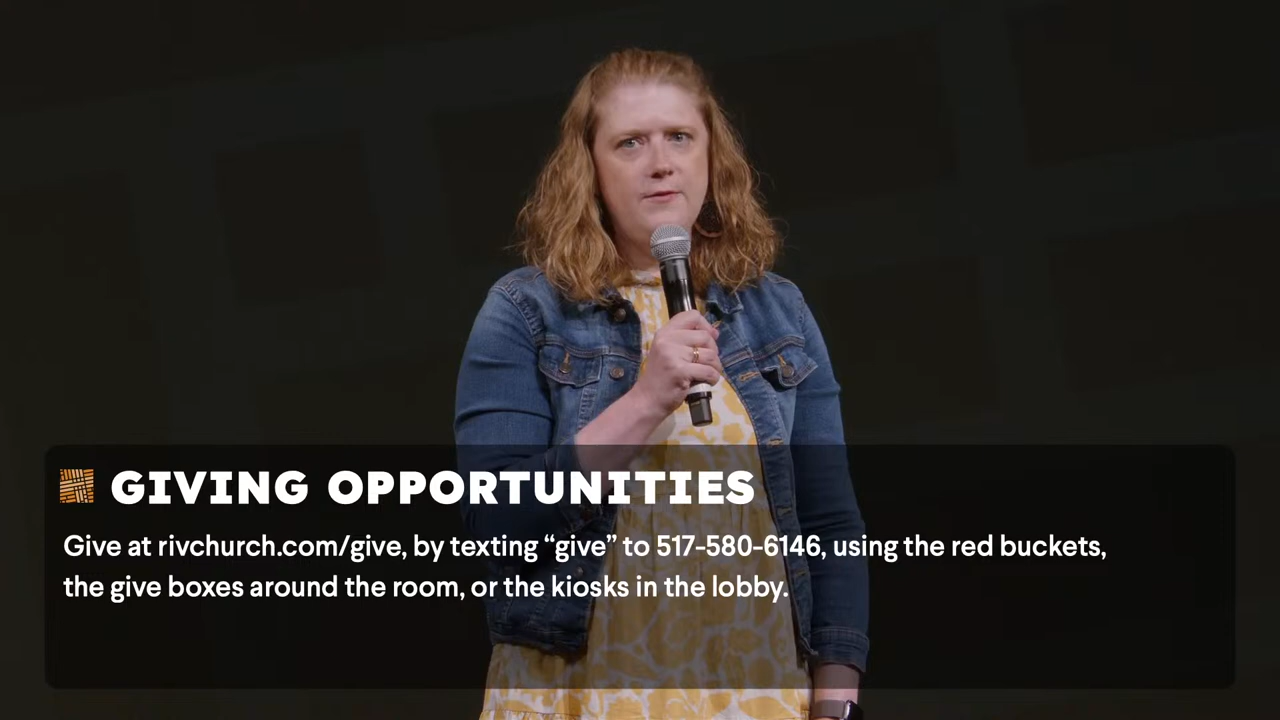 GIVING OPPORTUNITIES
Give at rivchurch.com/give, by texting “give” to 517-580-6146, using the red buckets,
the give boxes around the room, or the kiosks in the lobby.